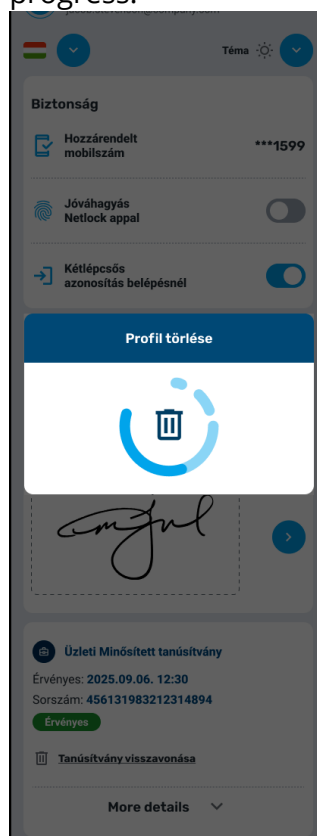 progress.
Téma
Biztonság
Hozzárendelt
mobilszám
***1599
Jóváhagyás
Netlock appal
Kétlépcsős
azonosítás belépésnél
Profil törlése
Üzleti Minősített tanúsítvány
Érvényes: 2025.09.06. 12:30
Sorszám: 456131983212314894
Érvényes
Tanúsítvány visszavonása
More details